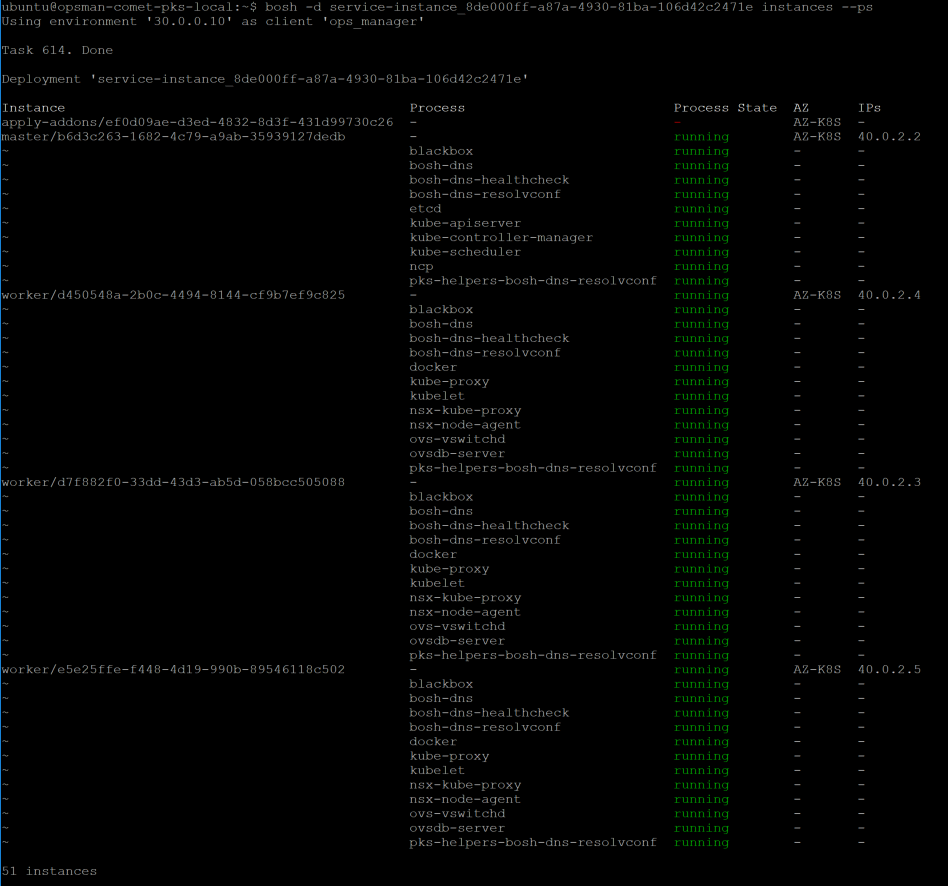 ubuntu@opsman-comet-pks-local:~$ bosh -d service-instance_8de000ff-a87a-4930-81ba-106d42c2471e instances --ps
Using environment '30.0.0.10' as client 'ops_manager'
Task 614. Done
Deployment 'service-instance_8de000ff-a87a-4930-81ba-106d42c2471e'
Instance Process Process State AZ IPs
apply-addons/ef0d09ae-d3ed-4832-8d3f-431d99730c26 - - AZ-K8S -
master/b6d3c263-1682-4c79-a9ab-35939127dedb - running AZ-K8S 40.0.2.2
~ blackbox running - -
~ bosh-dns running - -
~ bosh-dns-healthcheck running - -
~ bosh-dns-resolvconf running - -
~ etcd running - -
~ kube-apiserver running - -
~ kube-controller-manager running - -
~ kube-scheduler running - -
~ ncp running - -
~ pks-helpers-bosh-dns-resolvconf running - -
worker/d450548a-2b0c-4494-8144-cf9b7ef9c825 - running AZ-K8S 40.0.2.4
~ blackbox running - -
~ bosh-dns running - -
~ bosh-dns-healthcheck running - -
~ bosh-dns-resolvconf running - -
~ docker running - -
~ kube-proxy running - -
~ kubelet running - -
~ nsx-kube-proxy running - -
~ nsx-node-agent running - -
~ ovs-vswitchd running - -
~ ovsdb-server running - -
~ pks-helpers-bosh-dns-resolvconf running - -
worker/d7f882f0-33dd-43d3-ab5d-058bcc505088 - running AZ-K8S 40.0.2.3
~ blackbox running - -
~ bosh-dns running - -
~ bosh-dns-healthcheck running - -
~ bosh-dns-resolvconf running - -
~ docker running - -
~ kube-proxy running - -
~ kubelet running - -
~ nsx-kube-proxy running - -
~ nsx-node-agent running - -
~ ovs-vswitchd running - -
~ ovsdb-server running - -
~ pks-helpers-bosh-dns-resolvconf running - -
worker/e5e25ffe-f448-4d19-990b-89546118c502 - running AZ-K8S 40.0.2.5
~ blackbox running - -
~ bosh-dns running - -
~ bosh-dns-healthcheck running - -
~ bosh-dns-resolvconf running - -
~ docker running - -
~ kube-proxy running - -
~ kubelet running - -
~ nsx-kube-proxy running - -
~ nsx-node-agent running - -
~ ovs-vswitchd running - -
~ ovsdb-server running - -
~ pks-helpers-bosh-dns-resolvconf running - -
51 instances